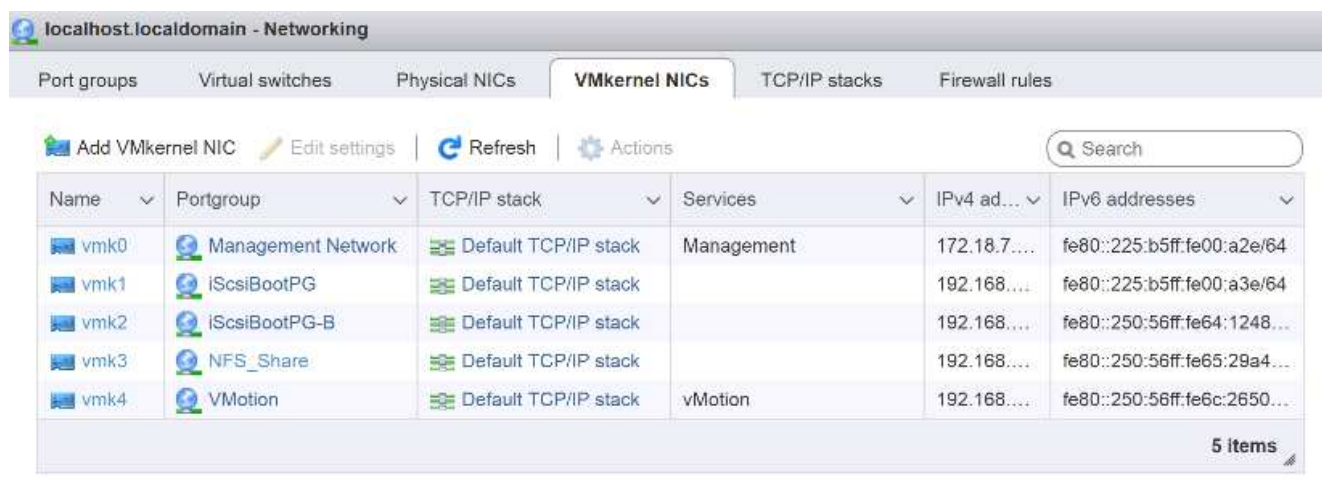 localhost.localdomain - Networking
Port groups Virtual switches Physical NICs VMkernel NICs TCP/IP stacks Firewall rules
Add VMkernel NIC Edit settings Refresh Actions Search
Name Portgroup TCP/IP stack Services IPv4 ad... IPv6 addresses
vmk0 Management Network Default TCP/IP stack Management 172.18.7.... fe80::225:b5ff:fe00:a2e/64
vmk1 iScsiBootPG Default TCP/IP stack 192.168.... fe80::225:b5ff:fe00:a3e/64
vmk2 iScsiBootPG-B Default TCP/IP stack 192.168.... fe80::250:56ff:fe64:1248...
vmk3 NFS_Share Default TCP/IP stack 192.168.... fe80::250:56ff:fe65:29a4...
vmk4 VMotion Default TCP/IP stack vMotion 192.168.... fe80::250:56ff:fe6c:2650...
5 items